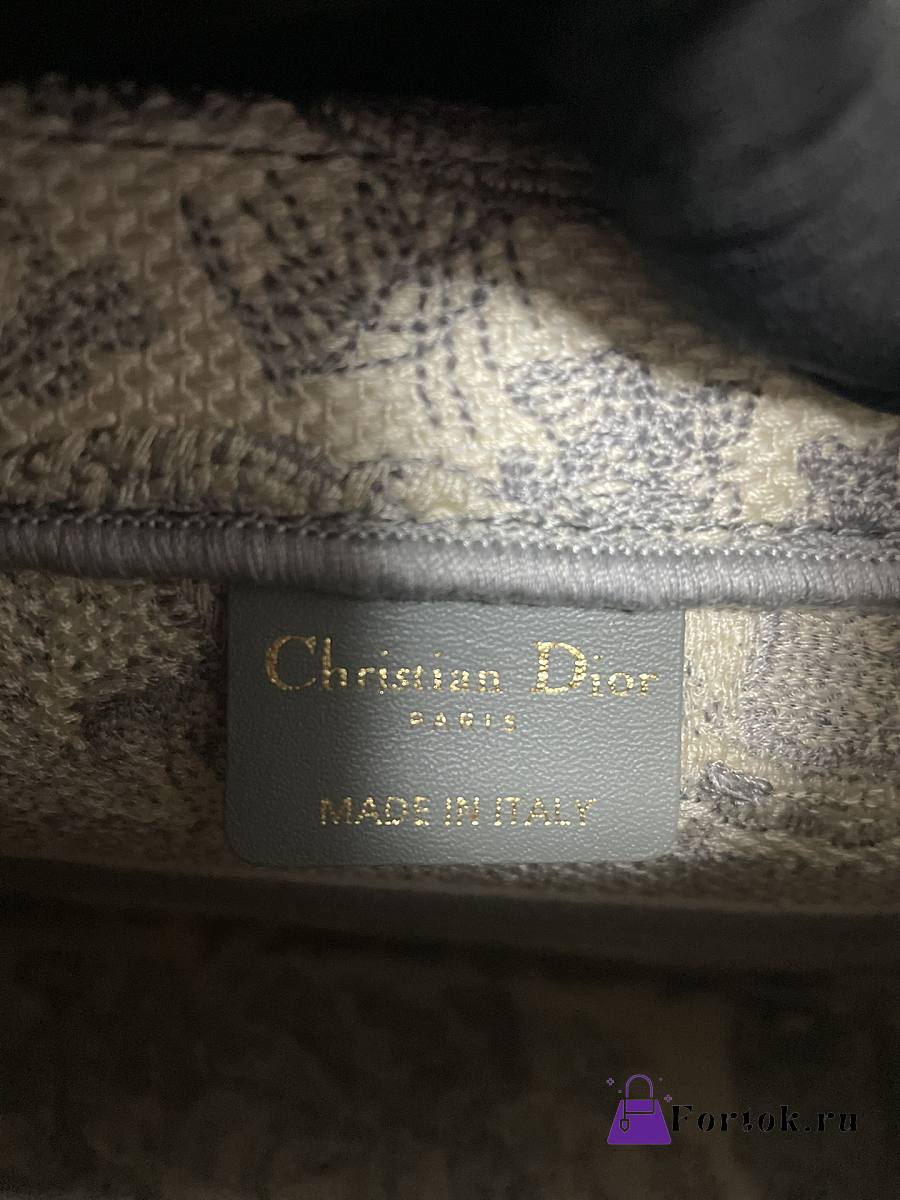 Christian Dior
PARIS
MADE IN ITALY
Fortok.ru